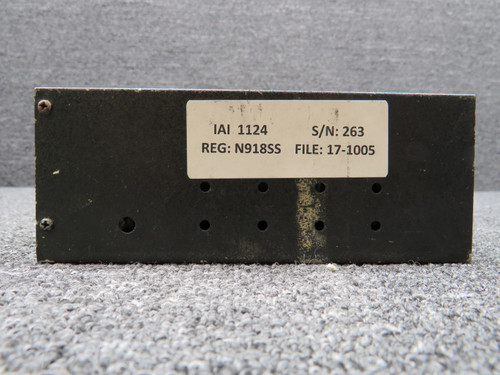 IAI 1124 S/N: 263
REG: N918SS FILE: 17-1005